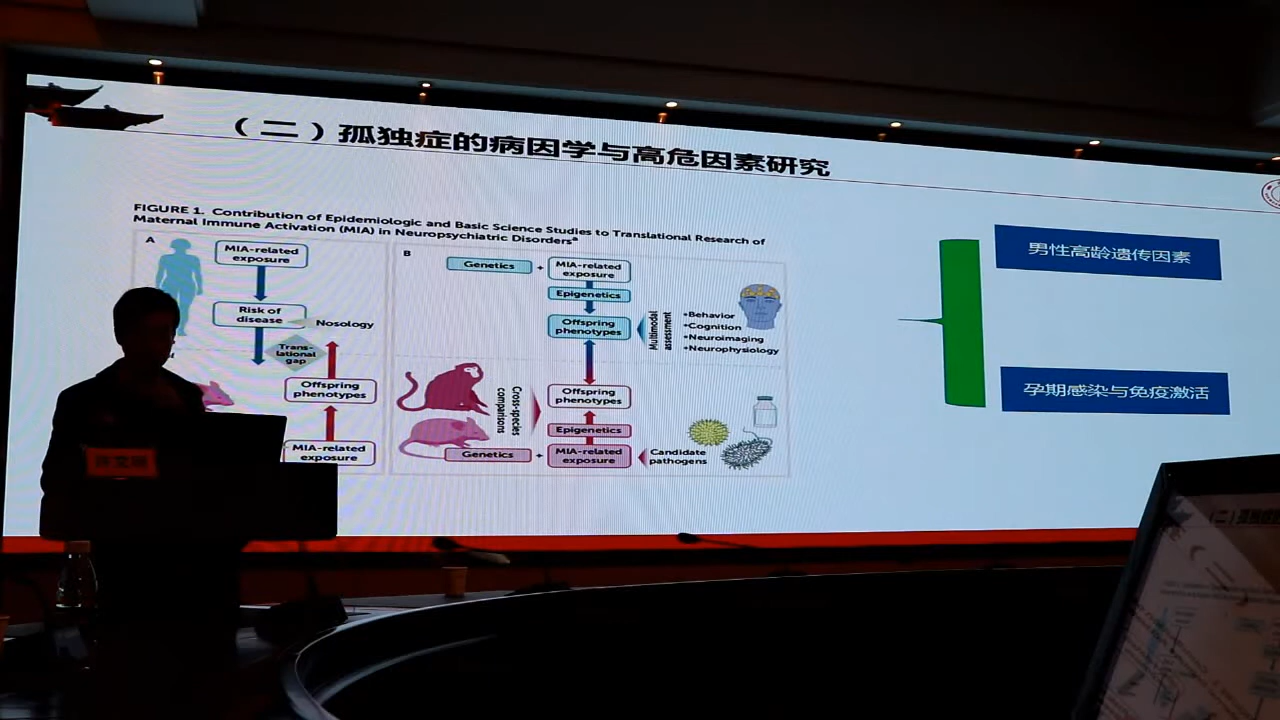 (二)孤独症的病因学与高危因素研究
FIGURE 1. Contribution of Epidemiologic and Basic Science Studies to Translational Research of
Maternal Immune Activation (MIA) in Neuropsychiatric Disordersª
A
MIA-related
exposure
Risk of
disease
Nosology
Trans-
lational
gap
Offspring
phenotypes
MIA-related
exposure
B
Genetics
+
MIA-related
exposure
Epigenetics
Offspring
phenotypes
Multimodal
assessment
•Behavior
•Cognition
•Neuroimaging
•Neurophysiology
Cross-species
comparisons
Offspring
phenotypes
Epigenetics
Genetics
+
MIA-related
exposure
Candidate
pathogens
男性高龄遗传因素
孕期感染与免疫激活